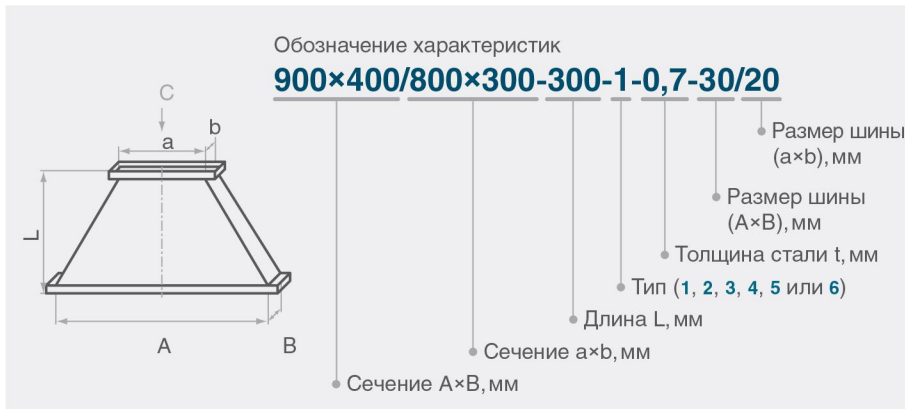 Обозначение характеристик
900×400/800×300-300-1-0,7-30/20
C
b
a
L
A
B
Размер шины
(a×b), мм
Размер шины
(A×B), мм
Толщина стали t, мм
Тип (1, 2, 3, 4, 5 или 6)
Длина L, мм
Сечение a×b, мм
Сечение A×B, мм